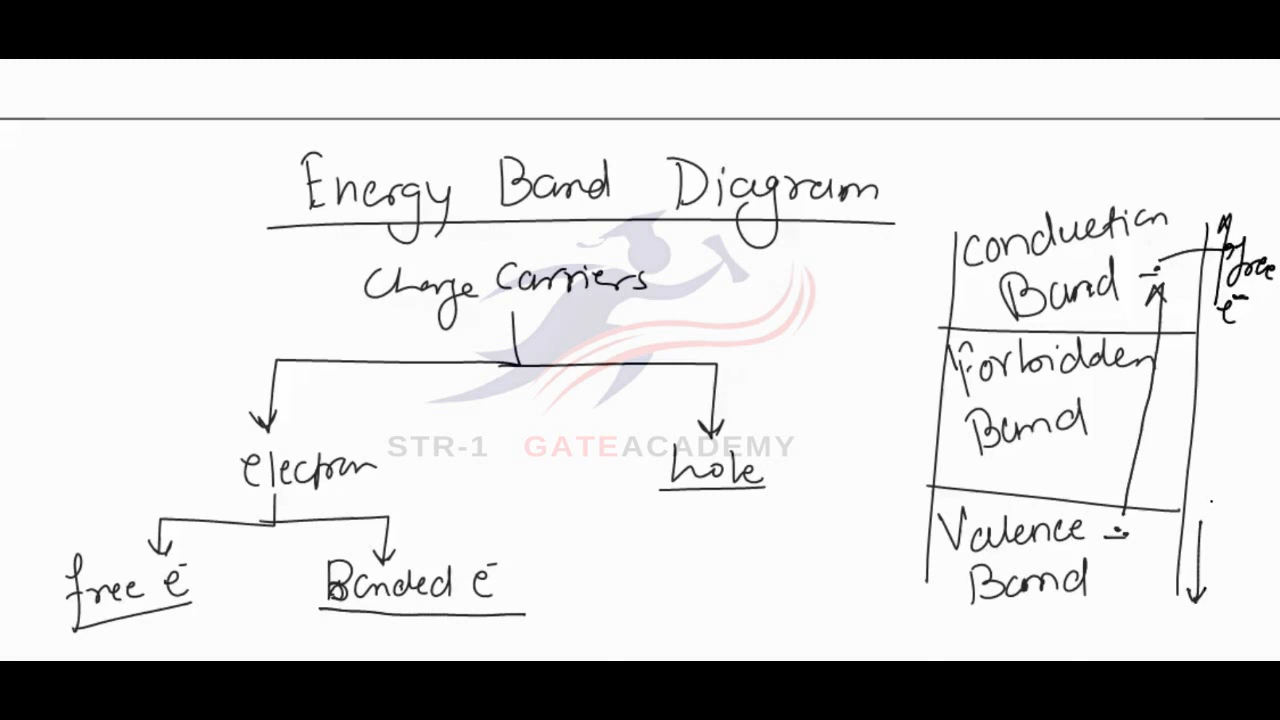 Energy Band Diagram
Charge Carriers
electron
hole
free e-
Bonded e-
STR-1 GATEACADEMY
Conduction
Band
free
e-
Forbidden
Band
Valence
Band